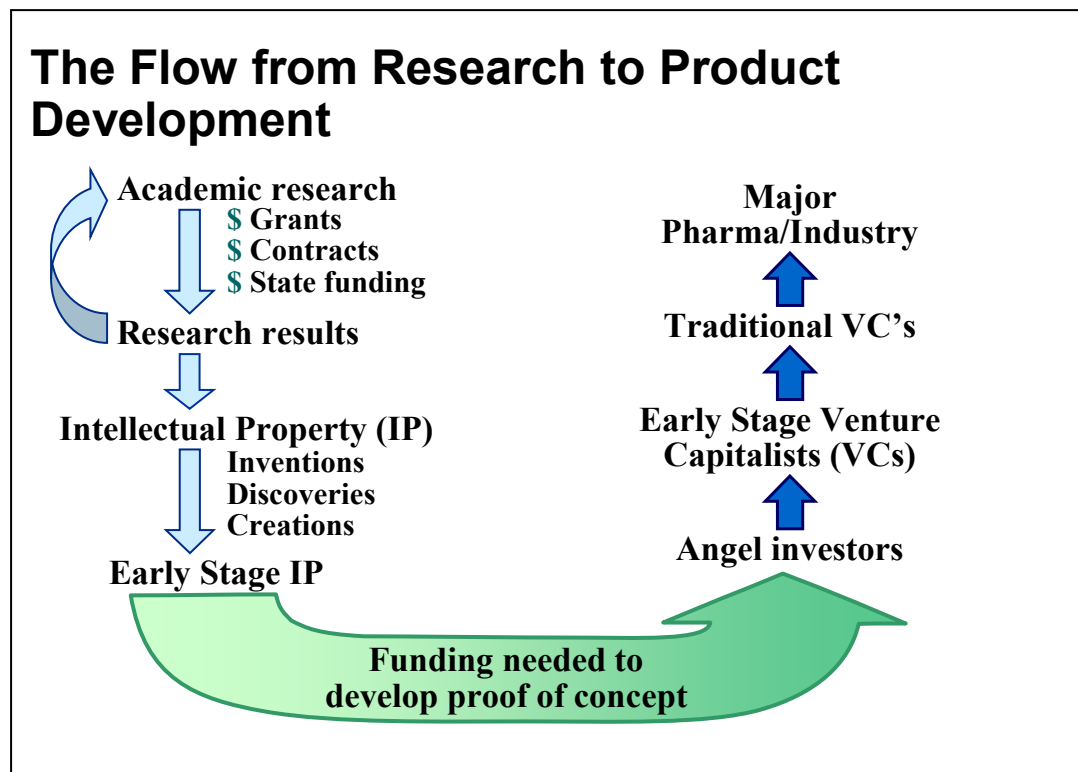 The Flow from Research to Product
Development
Academic research
$ Grants
$ Contracts
$ State funding
Research results
Intellectual Property (IP)
Inventions
Discoveries
Creations
Early Stage IP
Funding needed to
develop proof of concept
Angel investors
Early Stage Venture
Capitalists (VCs)
Traditional VC’s
Major
Pharma/Industry